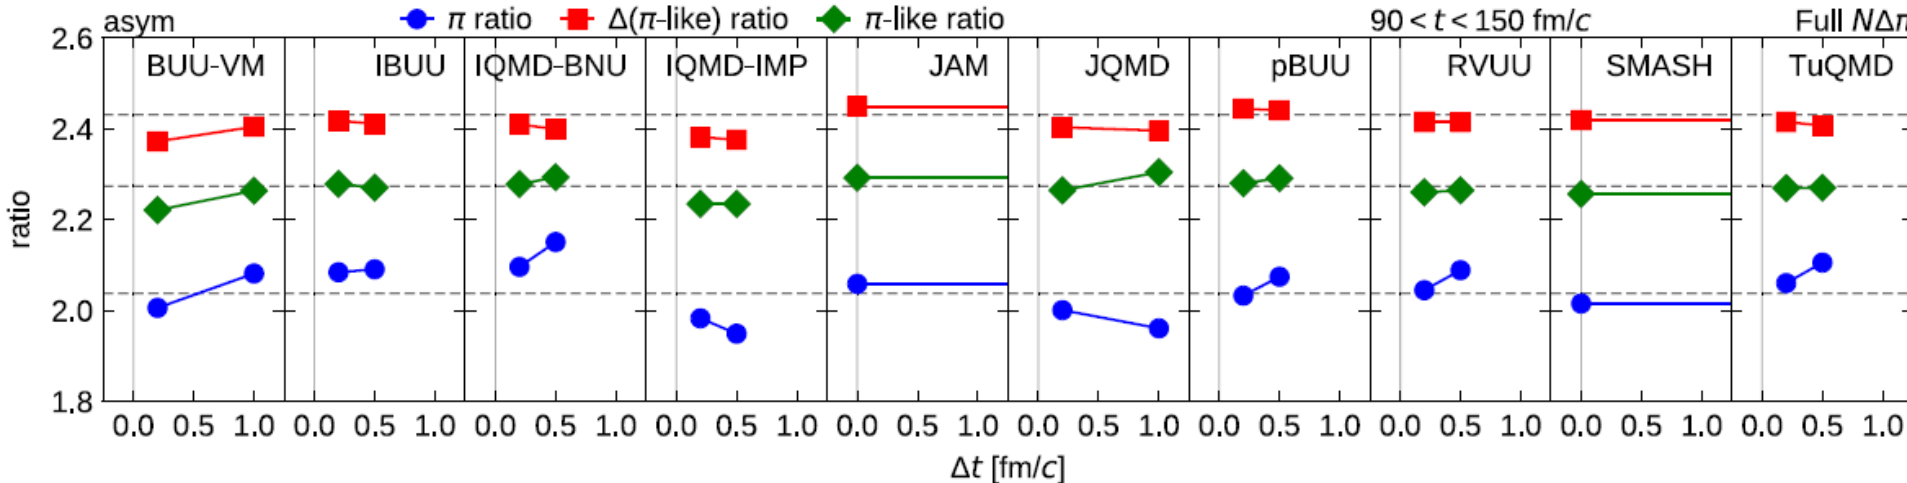 asym π ratio Δ(π-like) ratio π-like ratio 90 < t < 150 fm/c Full NΔπ
2.6
BUU-VM IBUU IQMD-BNU IQMD-IMP JAM JQMD pBUU RVUU SMASH TuQMD
2.4
2.2
2.0
1.8
ratio
0.0 0.5 1.0 0.0 0.5 1.0 0.0 0.5 1.0 0.0 0.5 1.0 0.0 0.5 1.0 0.0 0.5 1.0 0.0 0.5 1.0 0.0 0.5 1.0 0.0 0.5 1.0 0.0 0.5 1.0
Δt [fm/c]